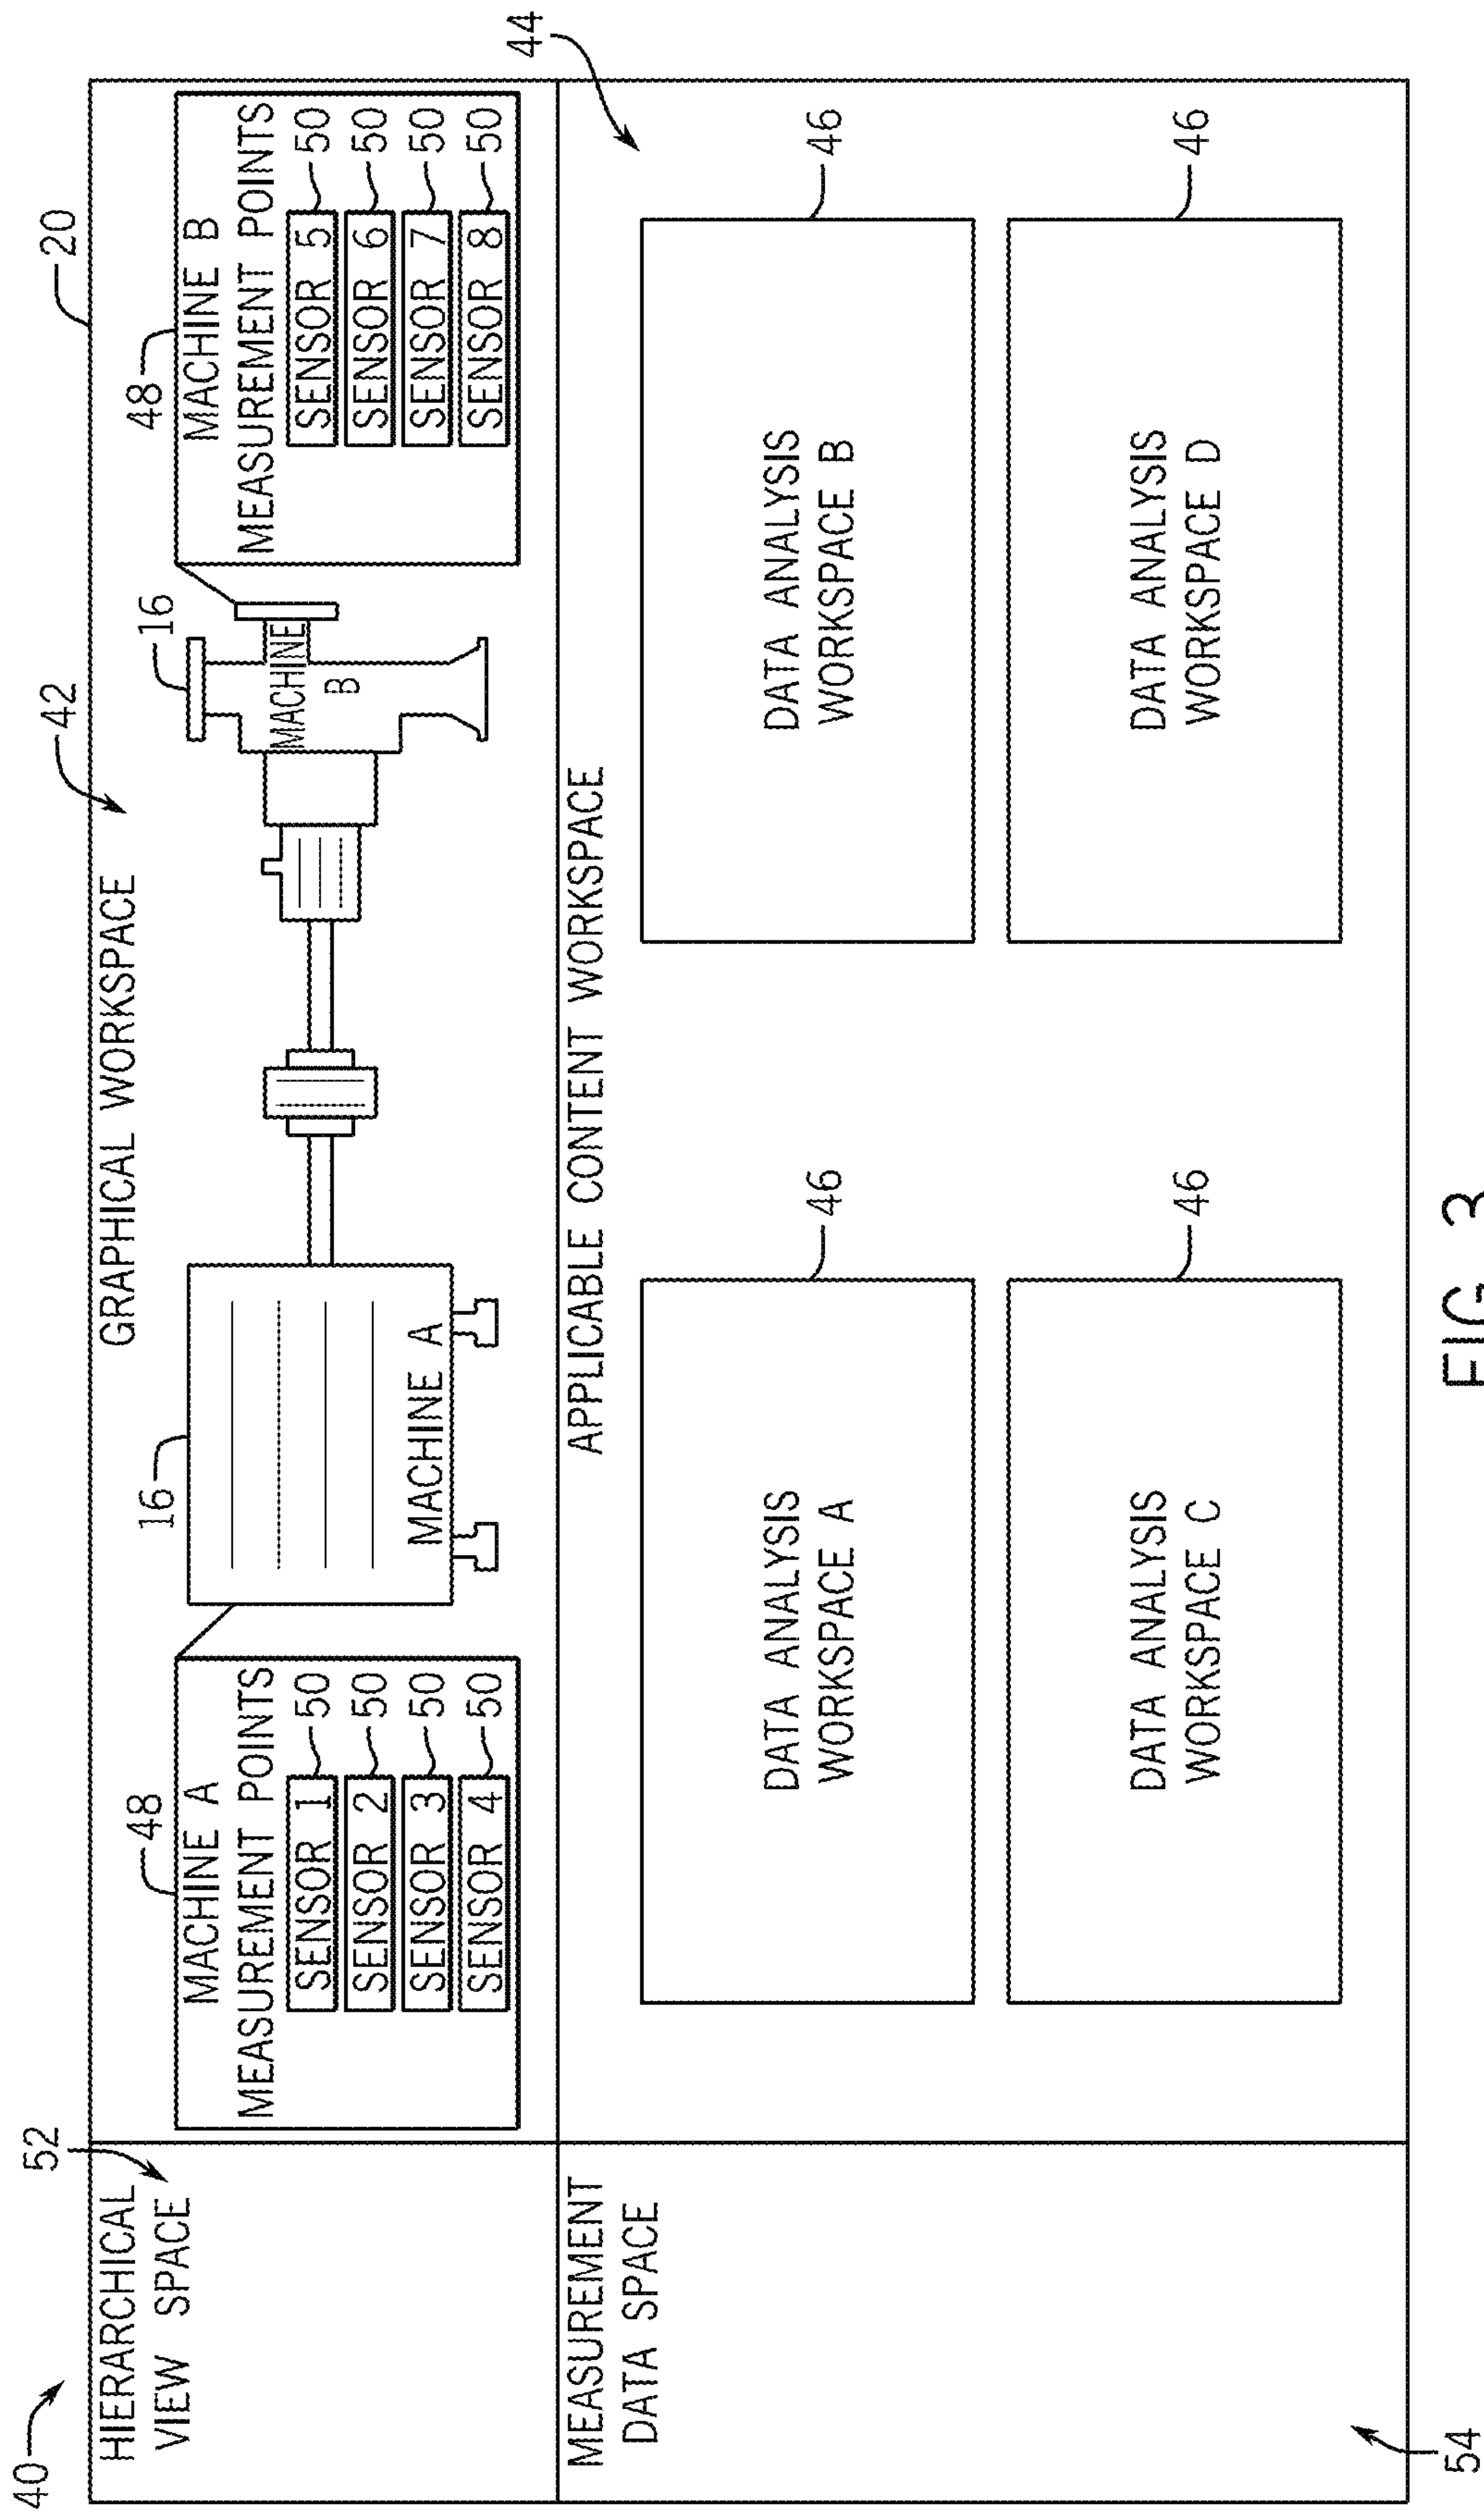 40
52
42
20
HIERARCHICAL
VIEW SPACE
GRAPHICAL WORKSPACE
48
MACHINE A
MEASUREMENT POINTS
SENSOR 1
50
SENSOR 2
50
SENSOR 3
50
SENSOR 4
50
16
MACHINE A
16
MACHINE
B
48
MACHINE B
MEASUREMENT POINTS
SENSOR 5
50
SENSOR 6
50
SENSOR 7
50
SENSOR 8
50
44
MEASUREMENT
DATA SPACE
54
APPLICABLE CONTENT WORKSPACE
46
DATA ANALYSIS
WORKSPACE A
46
DATA ANALYSIS
WORKSPACE B
46
DATA ANALYSIS
WORKSPACE C
46
DATA ANALYSIS
WORKSPACE D
FIG. 3